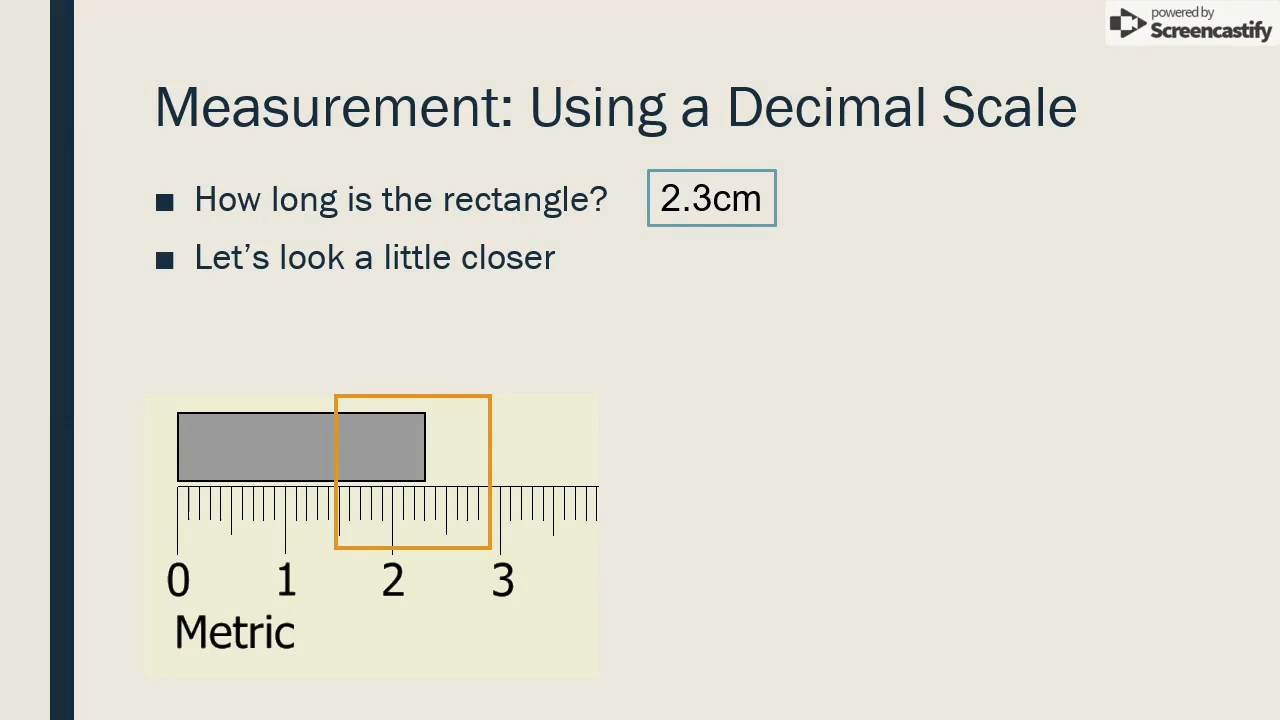 powered by
Screencastify
Measurement: Using a Decimal Scale
■ How long is the rectangle? 2.3cm
■ Let’s look a little closer
0 1 2 3
Metric